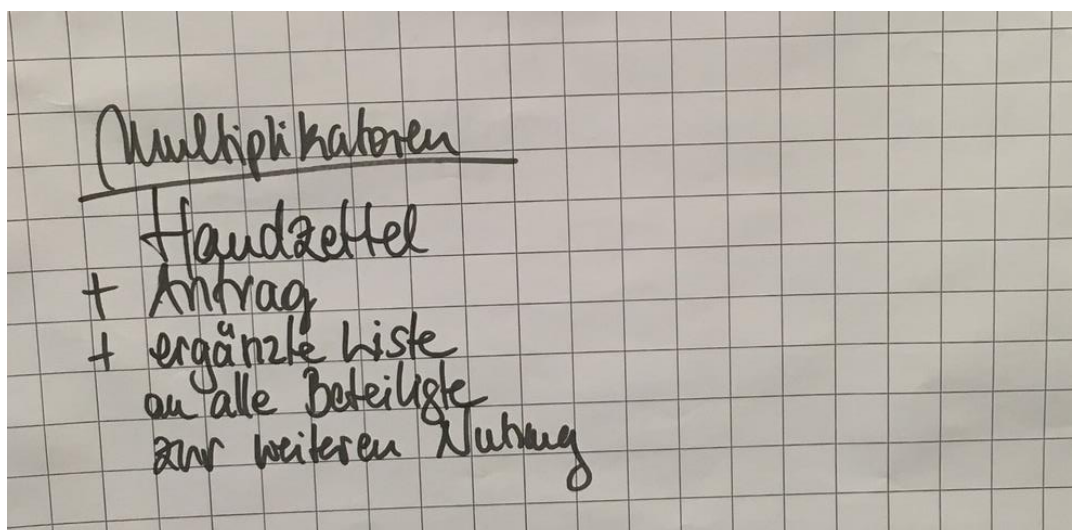 Multiplikatoren
Handzettel
+ Antrag
+ ergänzte Liste
an alle Beteiligte
zur weiteren Nutzung